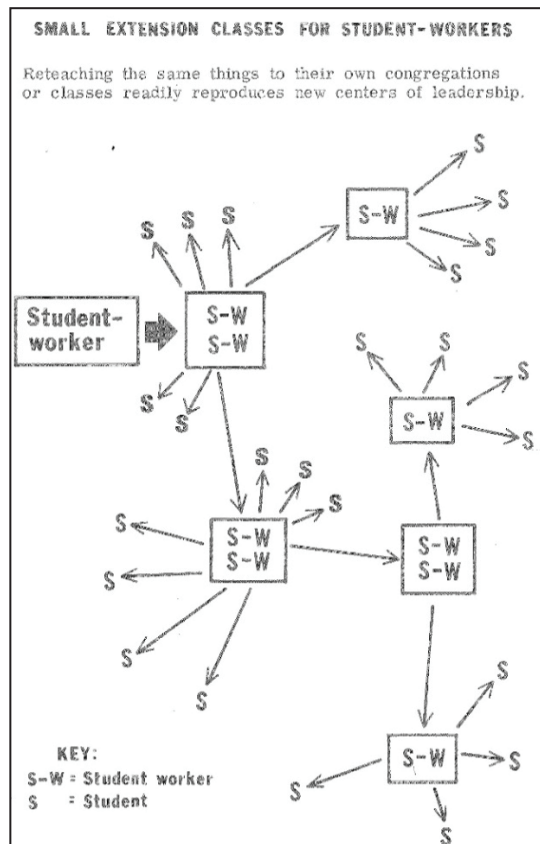 SMALL EXTENSION CLASSES FOR STUDENT-WORKERS
Reteaching the same things to their own congregations
or classes readily reproduces new centers of leadership.
S
S
S-W
S
S
S
S
S
S
Student-
worker
S-W
S-W
S
S
S
S
S
S-W
S
S
S
S
S
S
S-W
S-W
S-W
S-W
S
S
S
S
S
S-W
S
S
S
KEY:
S-W = Student worker
S = Student